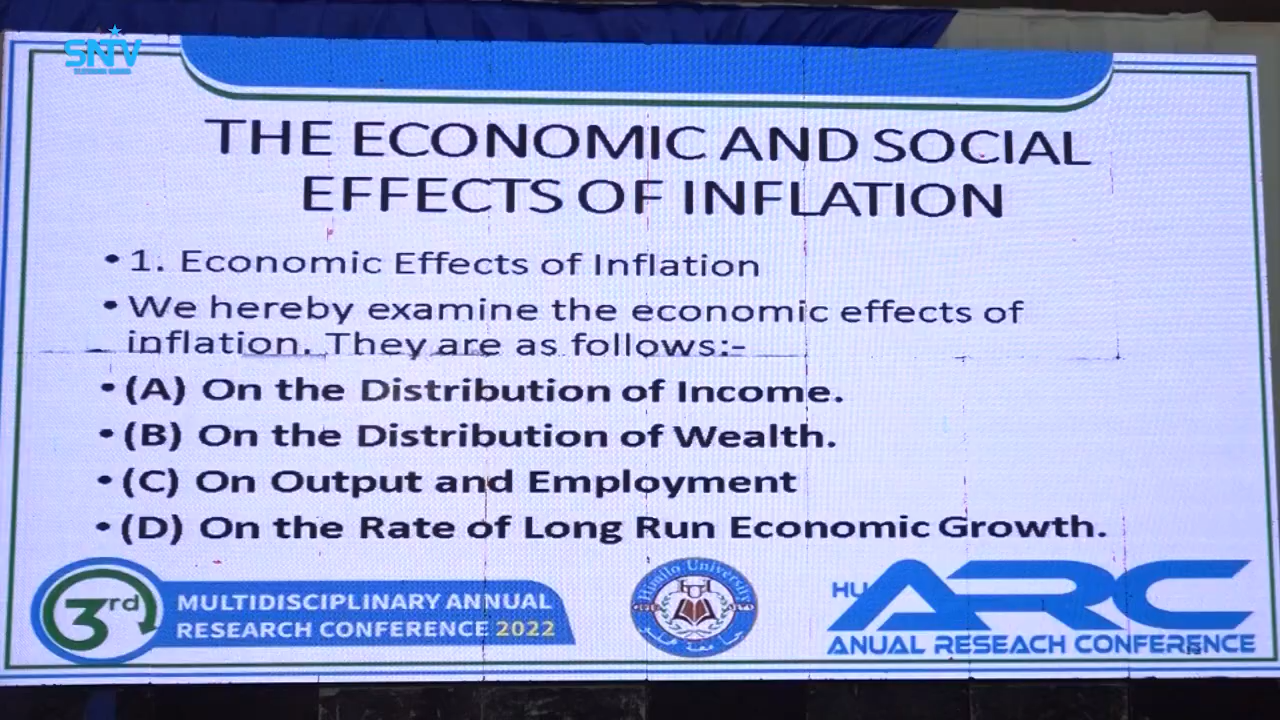 SNTV
THE ECONOMIC AND SOCIAL
EFFECTS OF INFLATION
• 1. Economic Effects of Inflation
• We hereby examine the economic effects of
inflation. They are as follows:-
• (A) On the Distribution of Income.
• (B) On the Distribution of Wealth.
• (C) On Output and Employment
• (D) On the Rate of Long Run Economic Growth.
3rd
MULTIDISCIPLINARY ANNUAL
RESEARCH CONFERENCE 2022
Himilo University
HU ARC
ANUAL RESEACH CONFERENCE